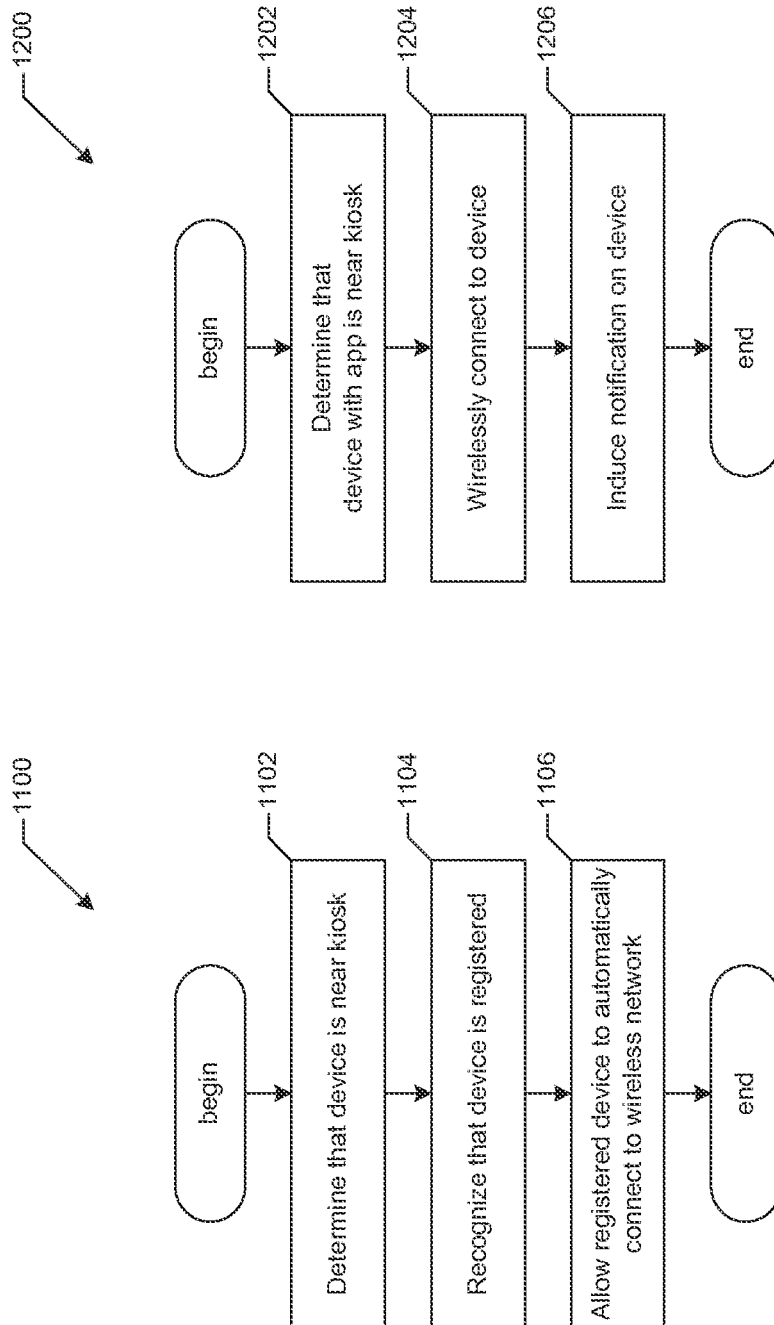 1100
begin
1102
Determine that device is near kiosk
1104
Recognize that device is registered
1106
Allow registered device to automatically
connect to wireless network
end
1200
begin
1202
Determine that
device with app is near kiosk
1204
Wirelessly connect to device
1206
Induce notification on device
end